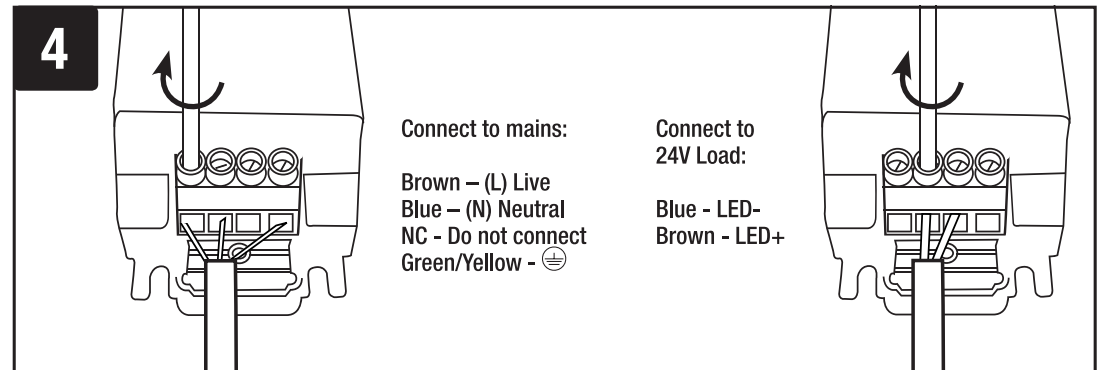 4
Connect to mains:
Brown – (L) Live
Blue – (N) Neutral
NC - Do not connect
Green/Yellow - ⏚
Connect to
24V Load:
Blue - LED-
Brown - LED+